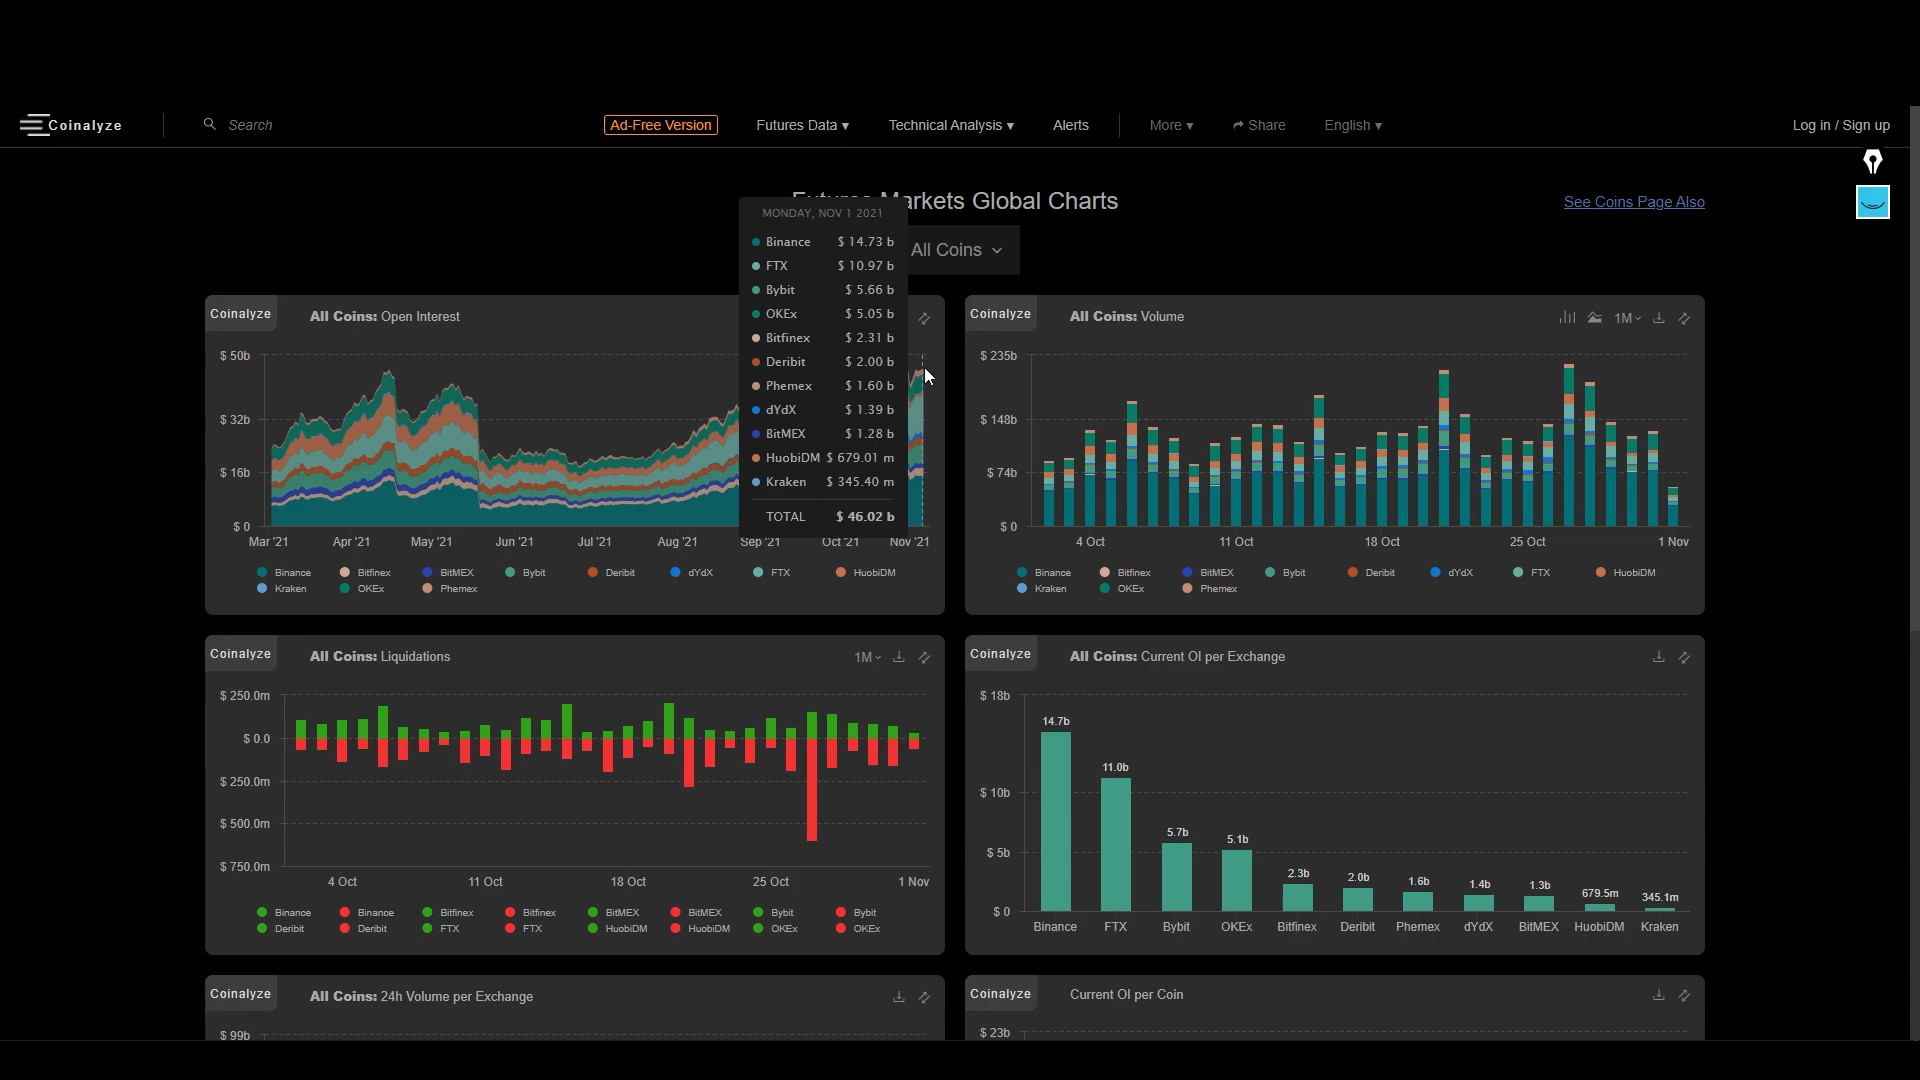 Coinalyze
Search
Ad-Free Version
Futures Data ▾
Technical Analysis ▾
Alerts
More ▾
Share
English ▾
Log in / Sign up
Markets Global Charts
See Coins Page Also
All Coins
MONDAY, NOV 1 2021
Binance $ 14.73 b
FTX $ 10.97 b
Bybit $ 5.66 b
OKEx $ 5.05 b
Bitfinex $ 2.31 b
Deribit $ 2.00 b
Phemex $ 1.60 b
dYdX $ 1.39 b
BitMEX $ 1.28 b
HuobiDM $ 679.01 m
Kraken $ 345.40 m
TOTAL $ 46.02 b
Coinalyze
All Coins: Open Interest
$ 50b
$ 32b
$ 16b
$ 0
Mar '21 Apr '21 May '21 Jun '21 Jul '21 Aug '21 Sep '21 Oct '21 Nov '21
Binance Bitfinex BitMEX Bybit Deribit dYdX FTX HuobiDM
Kraken OKEx Phemex
Coinalyze
All Coins: Volume
1M
$ 235b
$ 148b
$ 74b
$ 0
4 Oct 11 Oct 18 Oct 25 Oct 1 Nov
Binance Bitfinex BitMEX Bybit Deribit dYdX FTX HuobiDM
Kraken OKEx Phemex
Coinalyze
All Coins: Liquidations
1M
$ 250.0m
$ 0.0
$ 250.0m
$ 500.0m
$ 750.0m
4 Oct 11 Oct 18 Oct 25 Oct 1 Nov
Binance Binance Bitfinex Bitfinex BitMEX BitMEX Bybit Bybit
Deribit Deribit FTX FTX HuobiDM HuobiDM OKEx OKEx
Coinalyze
All Coins: Current OI per Exchange
$ 18b
$ 10b
$ 5b
$ 0
14.7b
11.0b
5.7b
5.1b
2.3b
2.0b
1.6b
1.4b
1.3b
679.5m
345.1m
Binance FTX Bybit OKEx Bitfinex Deribit Phemex dYdX BitMEX HuobiDM Kraken
Coinalyze
All Coins: 24h Volume per Exchange
$ 99b
Coinalyze
Current OI per Coin
$ 23b